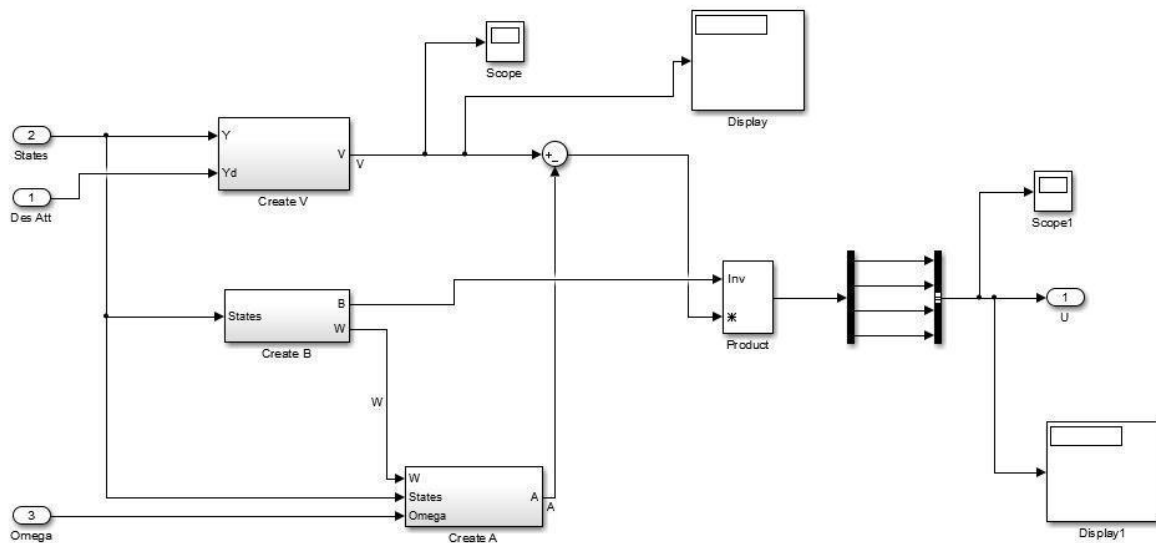 Scope
Display
2
States
Y
Yd
V
V
Create V
1
Des Att
+
-
Scope1
Inv
*
Product
1
U
States
B
W
Create B
W
W
States
Omega
A
A
Create A
3
Omega
Display1